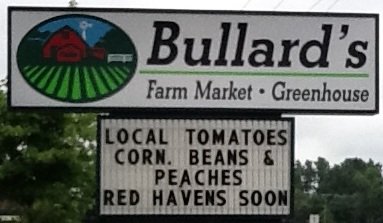 Bullard's
Farm Market • Greenhouse
LOCAL TOMATOES
CORN. BEANS &
PEACHES
RED HAVENS SOON